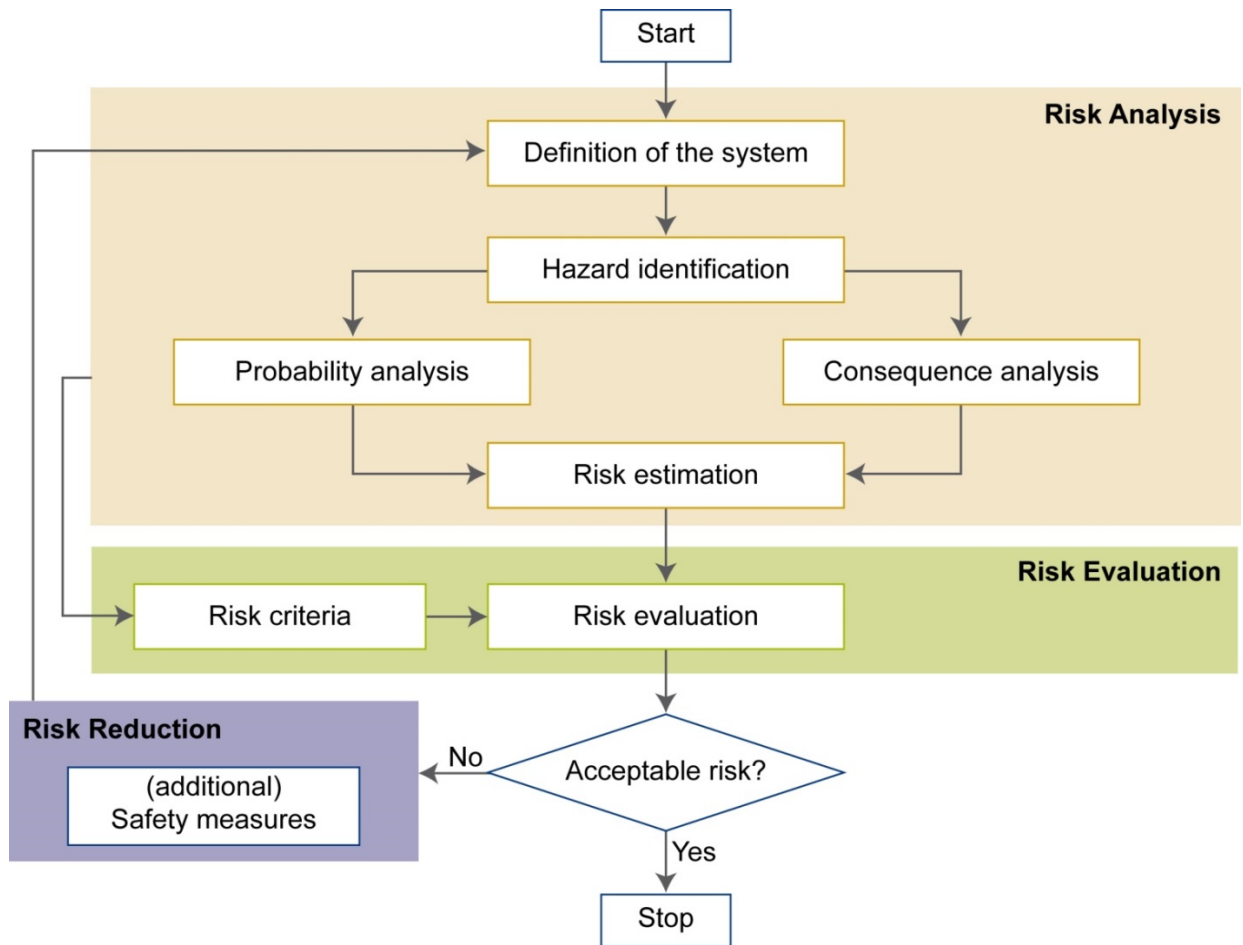 Start
Risk Analysis
Definition of the system
Hazard identification
Probability analysis
Consequence analysis
Risk estimation
Risk Evaluation
Risk criteria
Risk evaluation
Risk Reduction
(additional)
Safety measures
No
Acceptable risk?
Yes
Stop